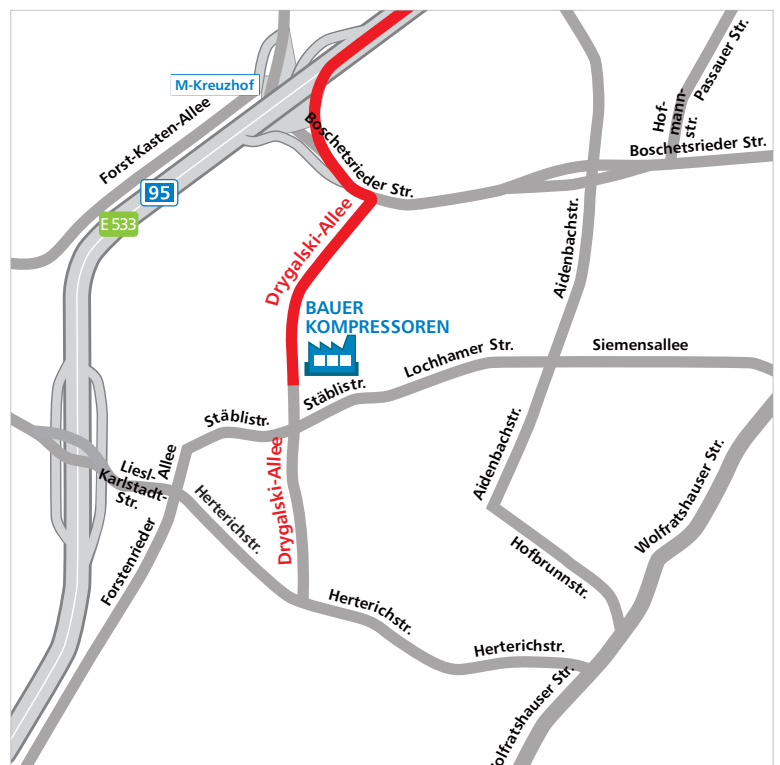 Passauer Str.
M-Kreuzhof
Hof-
mann-
str.
Forst-Kasten-Allee
Boschetsrieder Str.
Boschetsrieder Str.
95
E 533
Drygalski-Allee
Aidenbachstr.
BAUER
KOMPRESSOREN
Lochhamer Str.
Siemensallee
Stäblistr.
Stäblistr.
Aidenbachstr.
Drygalski-Allee
Liesl-
Karlstadt-
Str.
Forstenrieder
Allee
Herterichstr.
Wolfratshauser Str.
Hofbrunnstr.
Herterichstr.
Herterichstr.
olfratshauser Str.